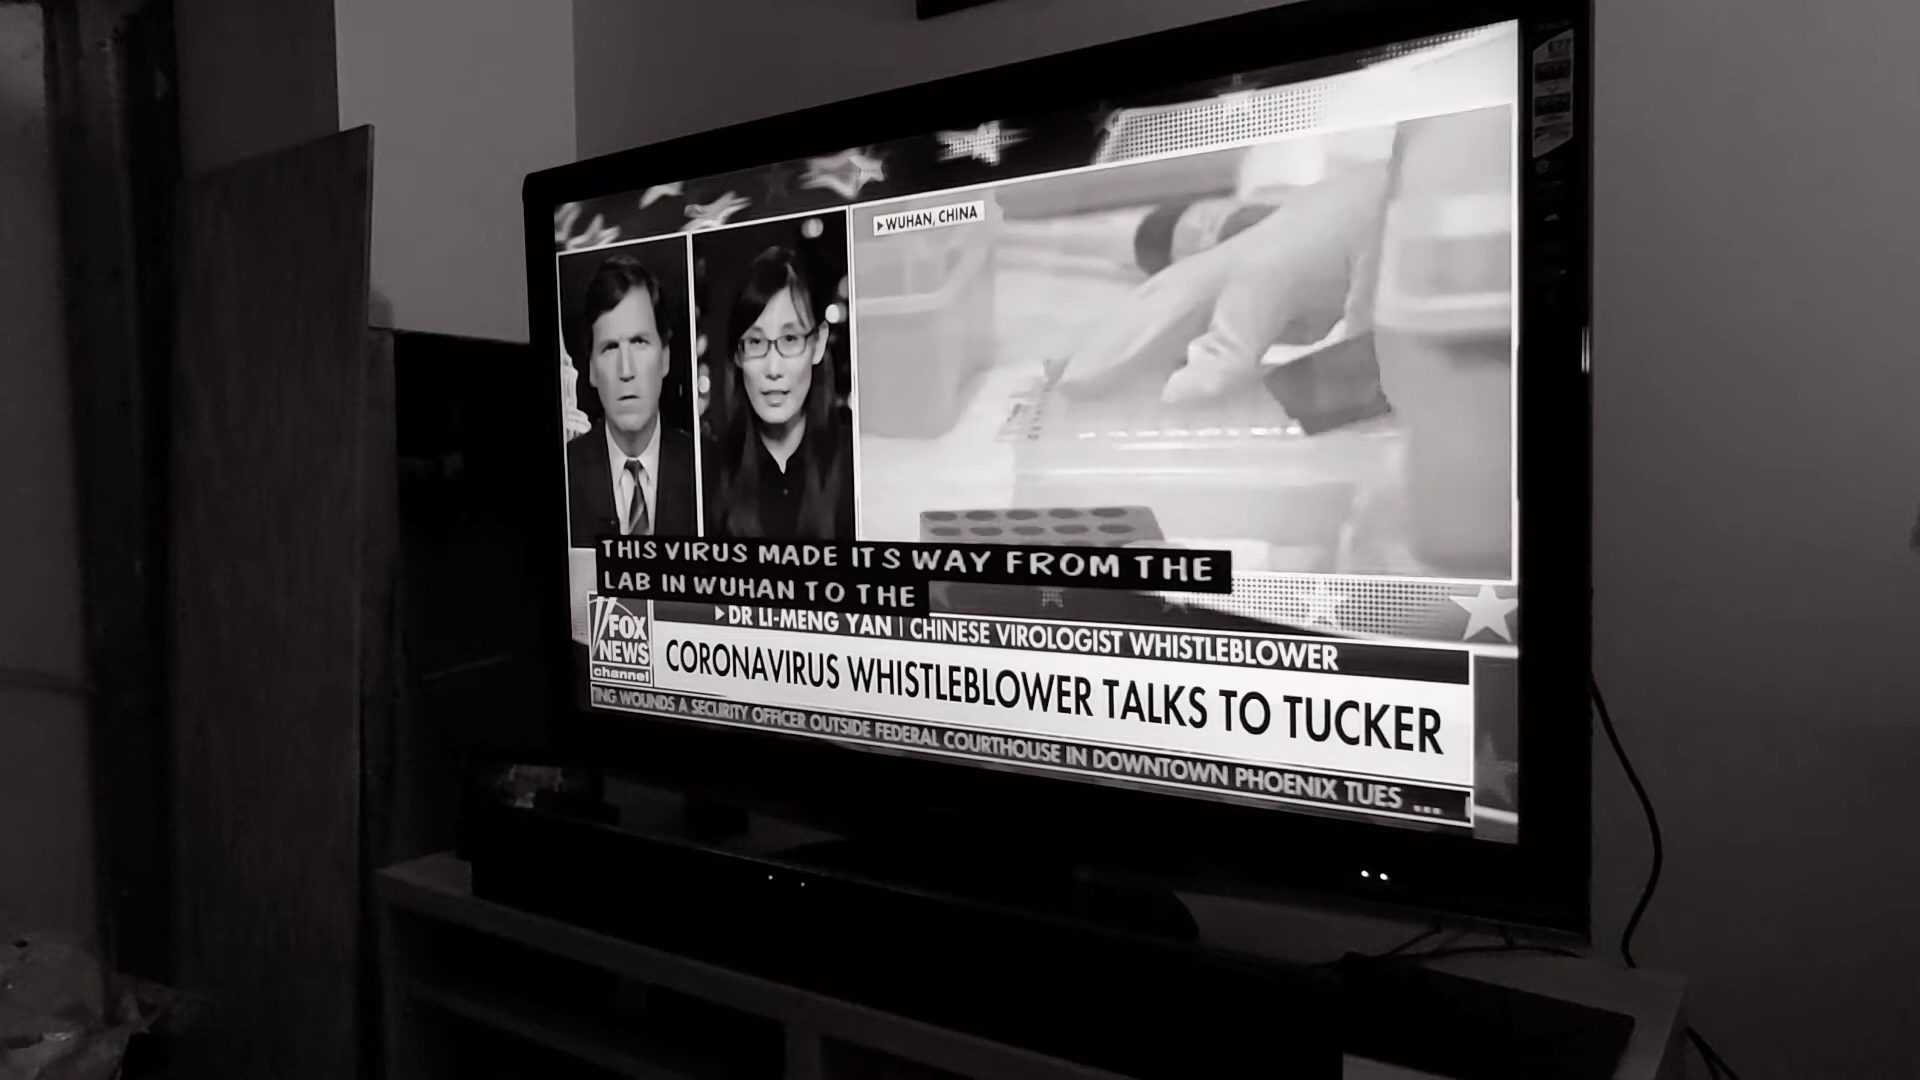 ▶WUHAN, CHINA
THIS VIRUS MADE ITS WAY FROM THE
LAB IN WUHAN TO THE
▶DR LI-MENG YAN | CHINESE VIROLOGIST WHISTLEBLOWER
FOX
NEWS
channel
CORONAVIRUS WHISTLEBLOWER TALKS TO TUCKER
TING WOUNDS A SECURITY OFFICER OUTSIDE FEDERAL COURTHOUSE IN DOWNTOWN PHOENIX TUES ...